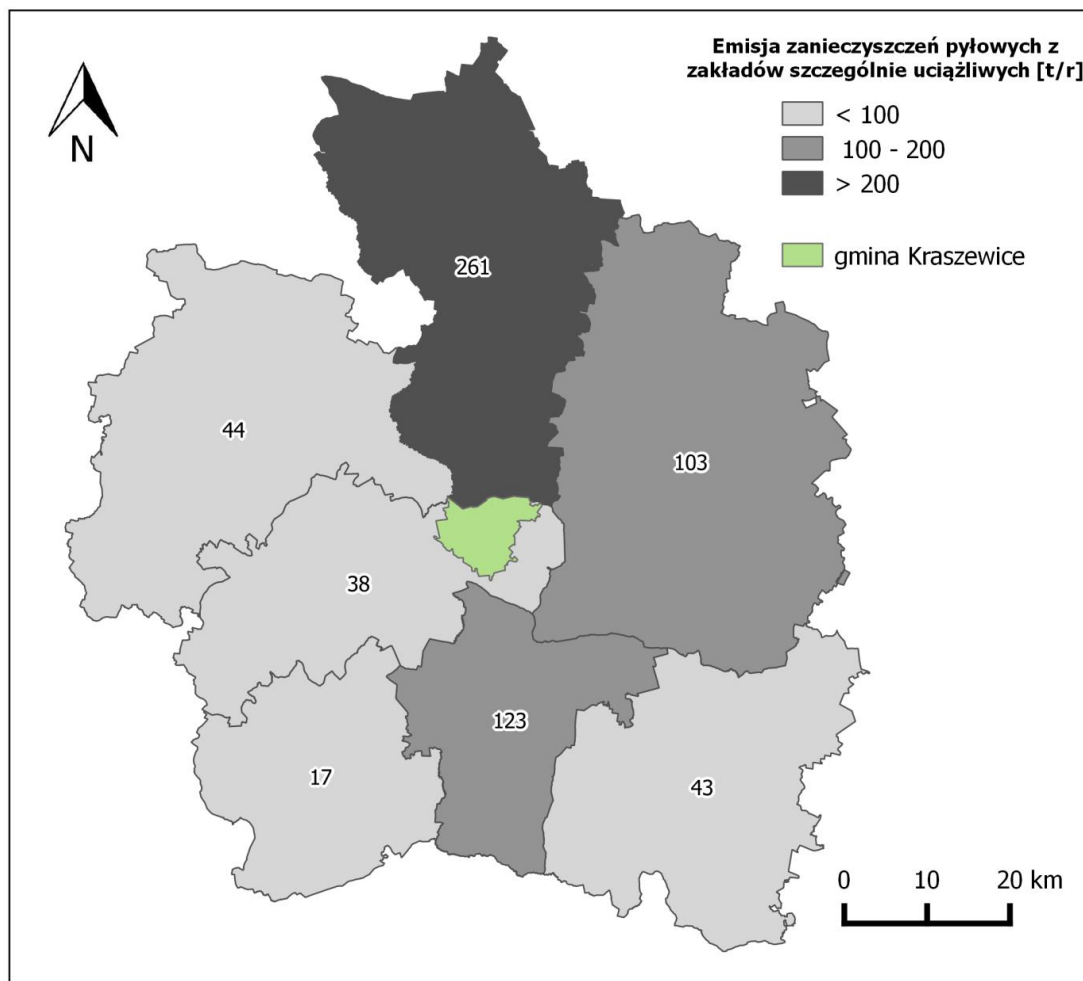 Emisja zanieczyszczeń pyłowych z
zakładów szczególnie uciążliwych [t/r]
< 100
100 - 200
> 200
gmina Kraszewice
N
261
44
103
38
123
17
43
0 10 20 km